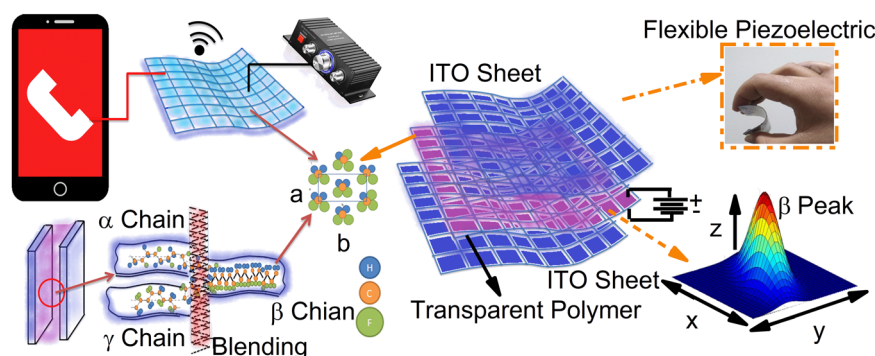 Flexible Piezoelectric
ITO Sheet
a
b
α Chain
γ Chain
Blending
β Chian
H
C
F
+
-
ITO Sheet
Transparent Polymer
β Peak
z
x
y